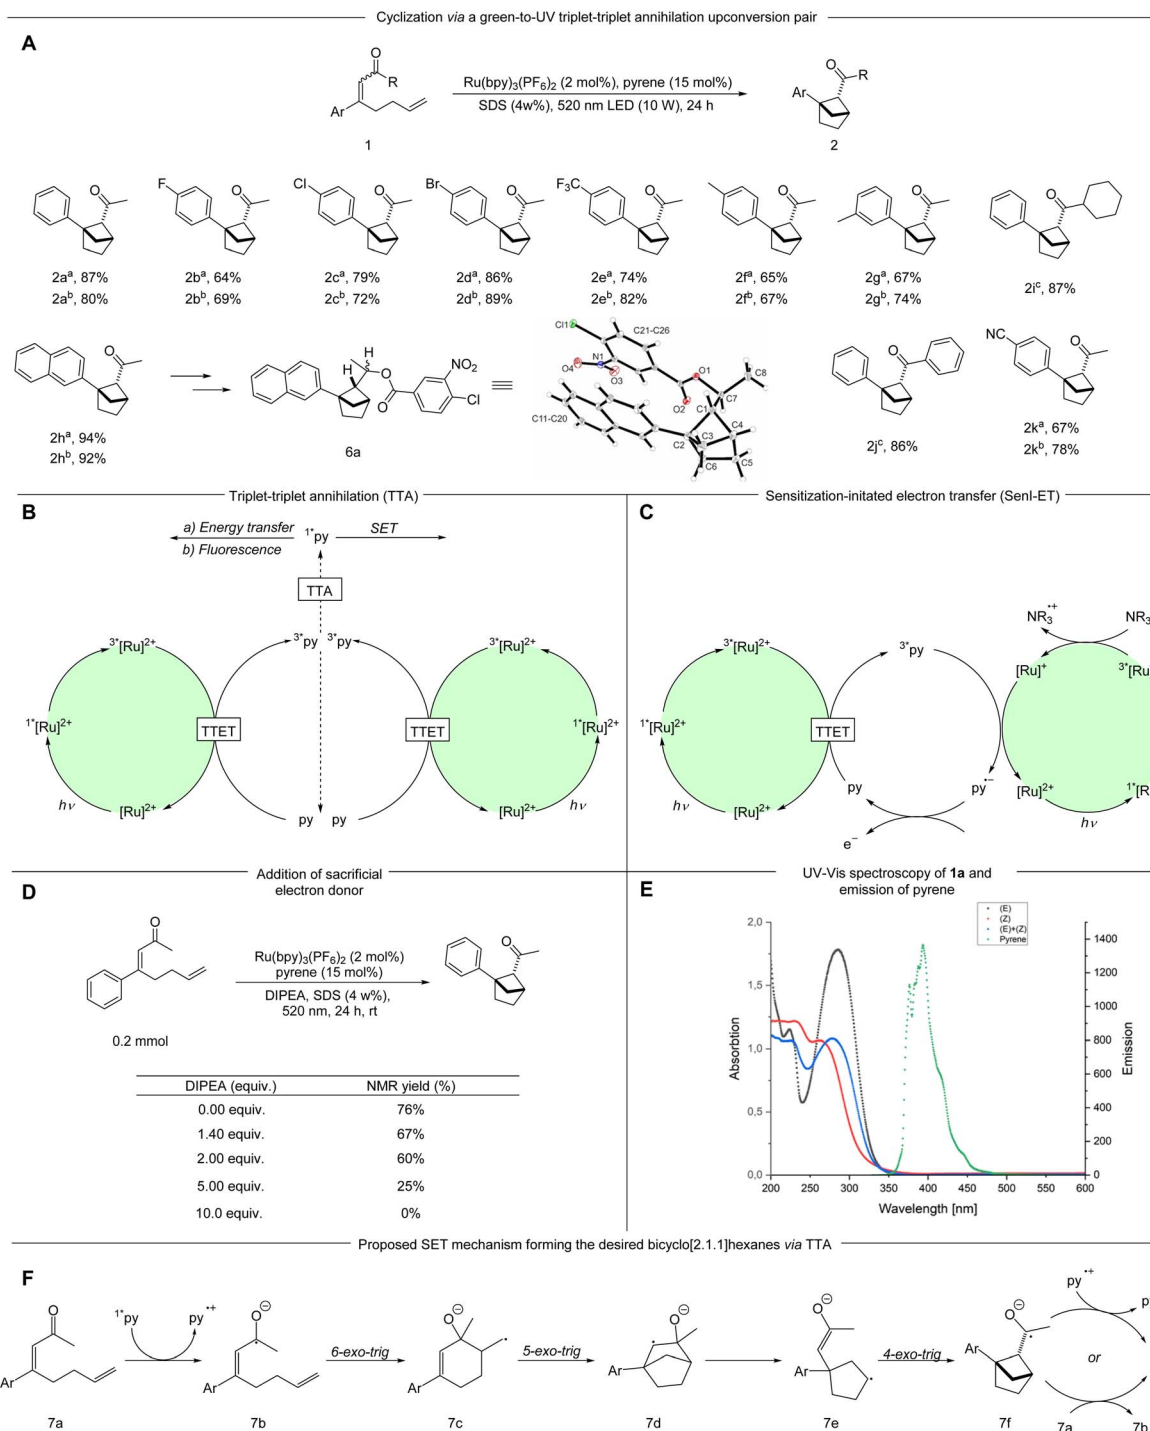 Cyclization via a green-to-UV triplet-triplet annihilation upconversion pair
A
O
R
Ar
1
Ru(bpy)3(PF6)2 (2 mol%), pyrene (15 mol%)
SDS (4w%), 520 nm LED (10 W), 24 h
O
R
Ar
2
O
2aᵃ, 87%
2aᵇ, 80%
F
O
2bᵃ, 64%
2bᵇ, 69%
Cl
O
2cᵃ, 79%
2cᵇ, 72%
Br
O
2dᵃ, 86%
2dᵇ, 89%
F3C
O
2eᵃ, 74%
2eᵇ, 82%
O
2fᵃ, 65%
2fᵇ, 67%
O
2gᵃ, 67%
2gᵇ, 74%
O
2iᶜ, 87%
O
2hᵃ, 94%
2hᵇ, 92%
H
H
O
O
NO2
Cl
6a
Cl1
C21-C26
N1
O4
O3
O1
C8
O2
C7
C11-C20
C1
C4
C2
C3
C5
C6
O
2jᶜ, 86%
NC
O
2kᵃ, 67%
2kᵇ, 78%
Triplet-triplet annihilation (TTA)
B
a) Energy transfer
b) Fluorescence
¹*py
SET
TTA
³*py ³*py
³*[Ru]²⁺
³*[Ru]²⁺
¹*[Ru]²⁺
TTET
TTET
¹*[Ru]²⁺
hν
[Ru]²⁺
py py
[Ru]²⁺
hν
Sensitization-initated electron transfer (SenI-ET)
C
NR3•+
NR3
³*[Ru]²⁺
³*py
[Ru]⁺
³*[Ru
¹*[Ru]²⁺
TTET
hν
[Ru]²⁺
py
py•−
[Ru]²⁺
¹*[R
hν
e⁻
Addition of sacrificial
electron donor
D
O
0.2 mmol
Ru(bpy)3(PF6)2 (2 mol%)
pyrene (15 mol%)
DIPEA, SDS (4 w%),
520 nm, 24 h, rt
O
DIPEA (equiv.) NMR yield (%)
0.00 equiv. 76%
1.40 equiv. 67%
2.00 equiv. 60%
5.00 equiv. 25%
10.0 equiv. 0%
UV-Vis spectroscopy of 1a and
emission of pyrene
E
(E)
(Z)
(E)+(Z)
Pyrene
2,0
1,5
1,0
0,5
0,0
Absorbtion
1400
1200
1000
800
600
400
200
0
Emission
200 250 300 350 400 450 500 550 600
Wavelength [nm]
Proposed SET mechanism forming the desired bicyclo[2.1.1]hexanes via TTA
F
O
Ar
7a
¹*py py•+
O⊖
Ar
7b
6-exo-trig
O⊖
Ar
7c
5-exo-trig
O⊖
Ar
7d
O⊖
Ar
7e
4-exo-trig
O⊖
Ar
7f
py•+
p
or
7a
7b